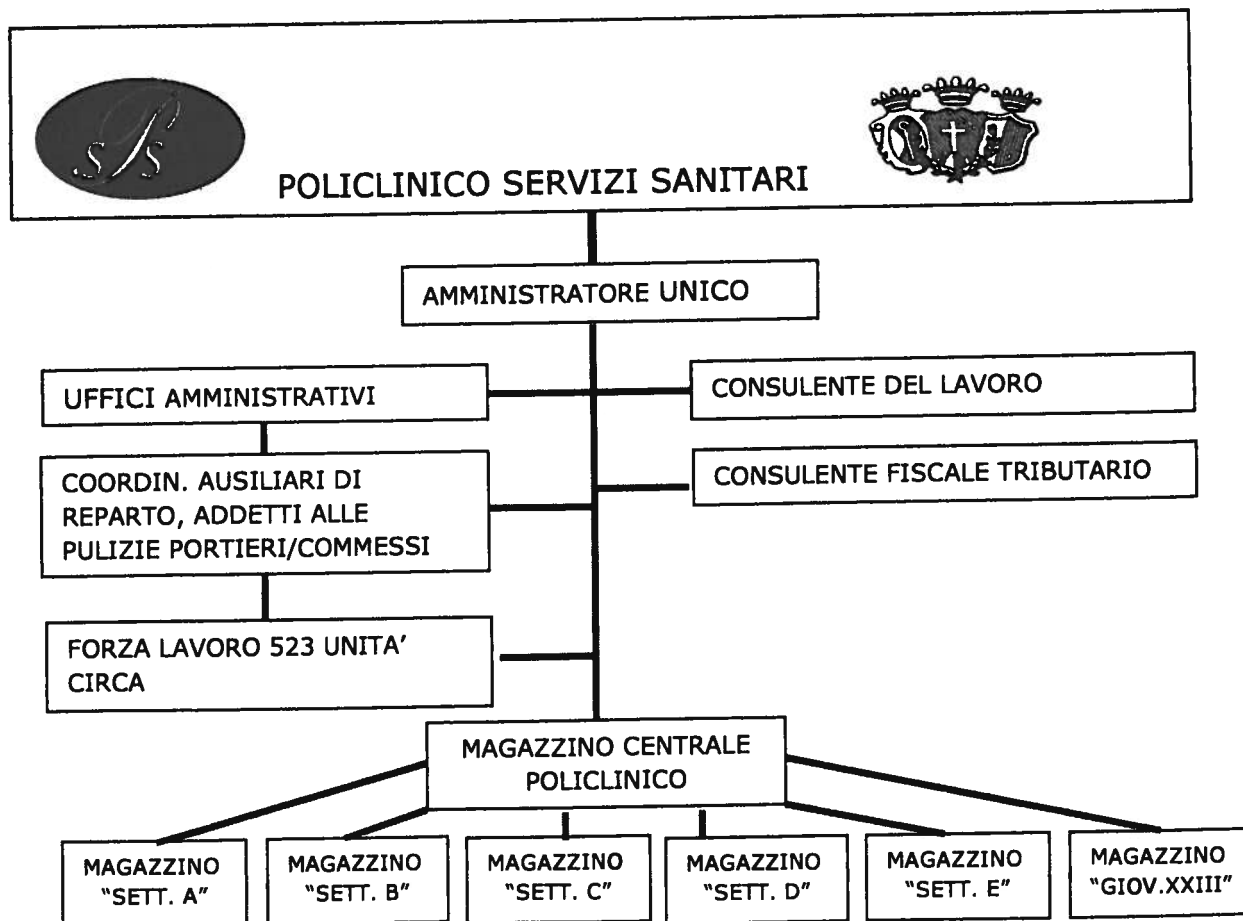 SPS
POLICLINICO SERVIZI SANITARI
AMMINISTRATORE UNICO
UFFICI AMMINISTRATIVI
CONSULENTE DEL LAVORO
COORDIN. AUSILIARI DI
REPARTO, ADDETTI ALLE
PULIZIE PORTIERI/COMMESSI
CONSULENTE FISCALE TRIBUTARIO
FORZA LAVORO 523 UNITA'
CIRCA
MAGAZZINO CENTRALE
POLICLINICO
MAGAZZINO
"SETT. A"
MAGAZZINO
"SETT. B"
MAGAZZINO
"SETT. C"
MAGAZZINO
"SETT. D"
MAGAZZINO
"SETT. E"
MAGAZZINO
"GIOV.XXIII"